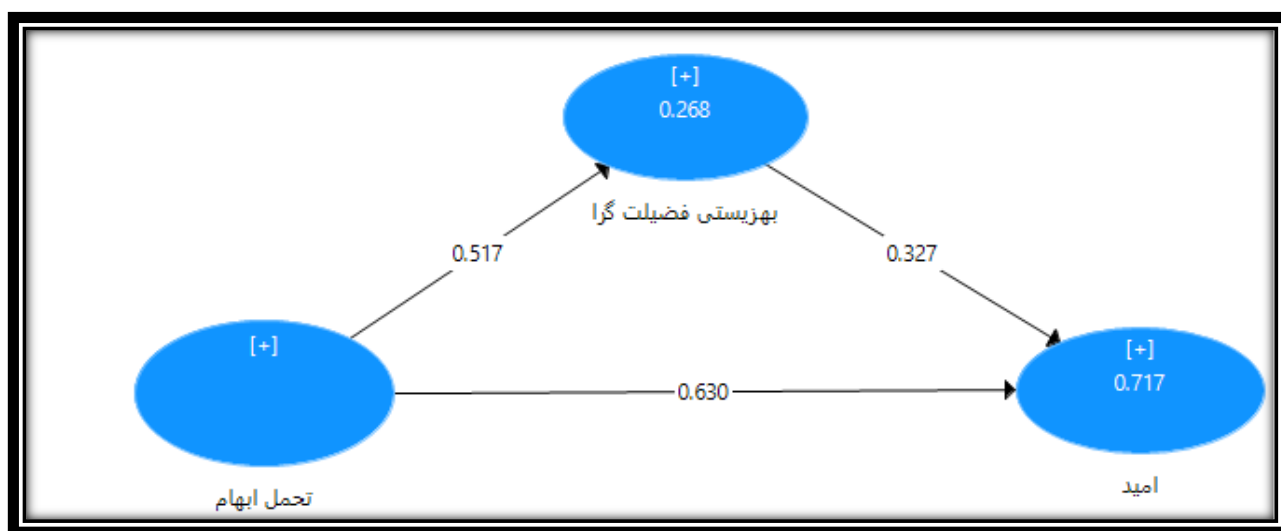 [+]
0.268
بهزیستی فضیلت گرا
0.517
0.327
[+]
[+]
0.717
0.630
امید
تحمل ابهام